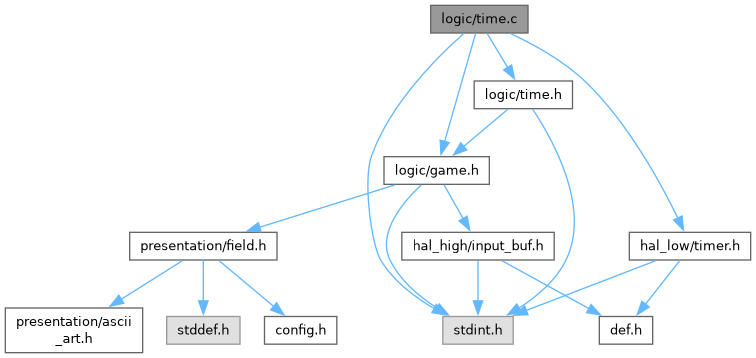 logic/time.c
logic/time.h
logic/game.h
presentation/field.h
hal_high/input_buf.h
hal_low/timer.h
presentation/ascii
_art.h
stddef.h
config.h
stdint.h
def.h